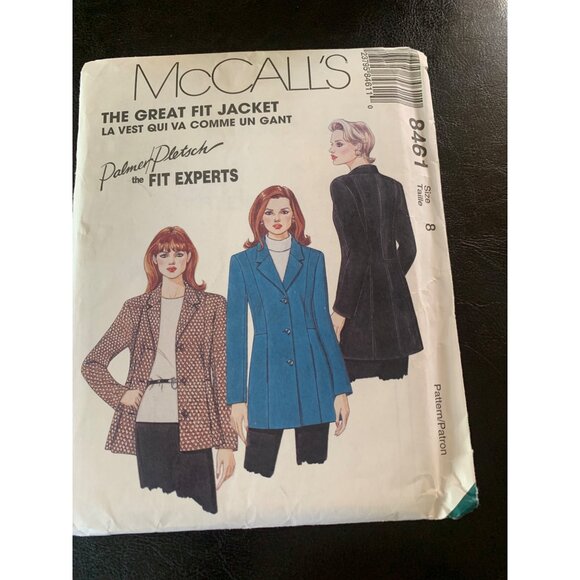 McCALL'S
THE GREAT FIT JACKET
LA VEST QUI VA COMME UN GANT
Palmer/Pletsch
the FIT EXPERTS
8461
Size
Taille
8
Pattern/Patron